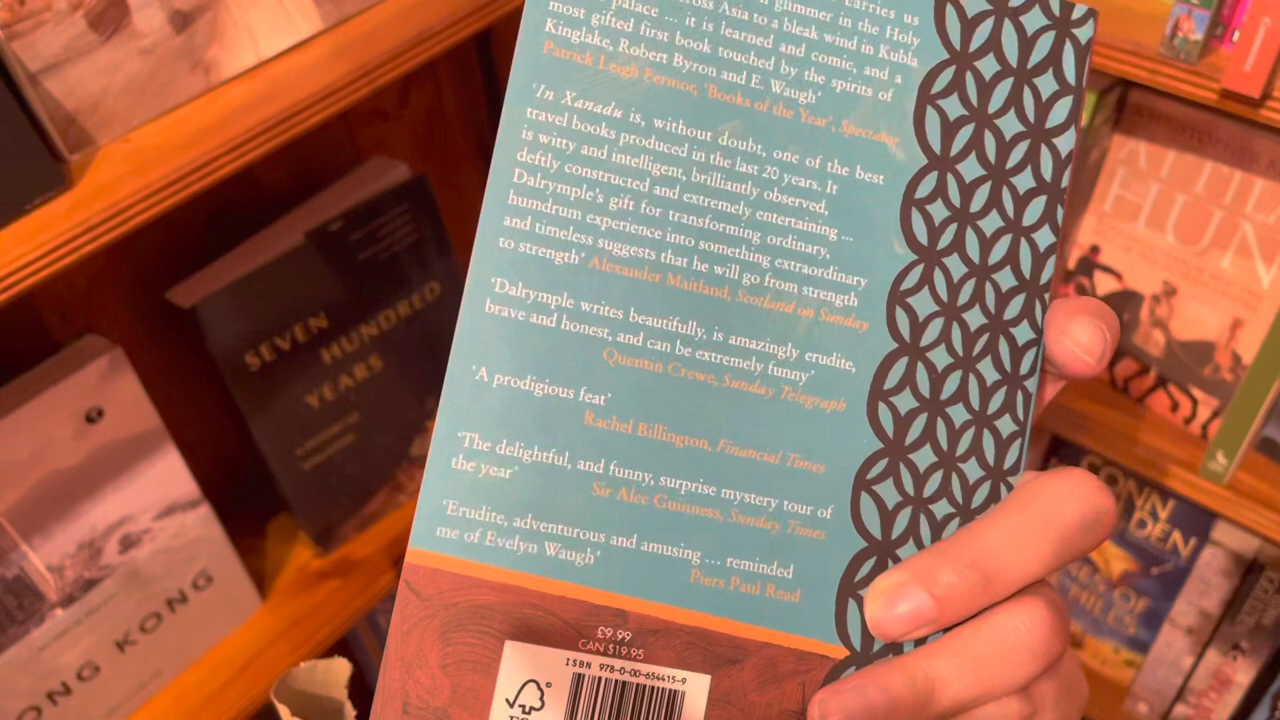 carries us
glimmer in the Holy
ross Asia to a bleak wind in Kubla
palace ... it is learned and comic, and a
most gifted first book touched by the spirits of
Kinglake, Robert Byron and E. Waugh'
Patrick Leigh Fermor, 'Books of the Year', Spectator
'In Xanadu is, without doubt, one of the best
travel books produced in the last 20 years. It
is witty and intelligent, brilliantly observed,
deftly constructed and extremely entertaining ...
Dalrymple's gift for transforming ordinary,
humdrum experience into something extraordinary
and timeless suggests that he will go from strength
to strength' Alexander Maitland, Scotland on Sunday
'Dalrymple writes beautifully, is amazingly erudite,
brave and honest, and can be extremely funny'
Quentin Crewe, Sunday Telegraph
'A prodigious feat'
Rachel Billington, Financial Times
'The delightful, and funny, surprise mystery tour of
the year'
Sir Alec Guinness, Sunday Times
'Erudite, adventurous and amusing ... reminded
me of Evelyn Waugh'
Piers Paul Read
£9.99
CAN $19.95
ISBN 978-0-00-654415-9
SEVEN
HUNDRED
YEARS
ONG KONG
HUN
CONN
DEN
OF